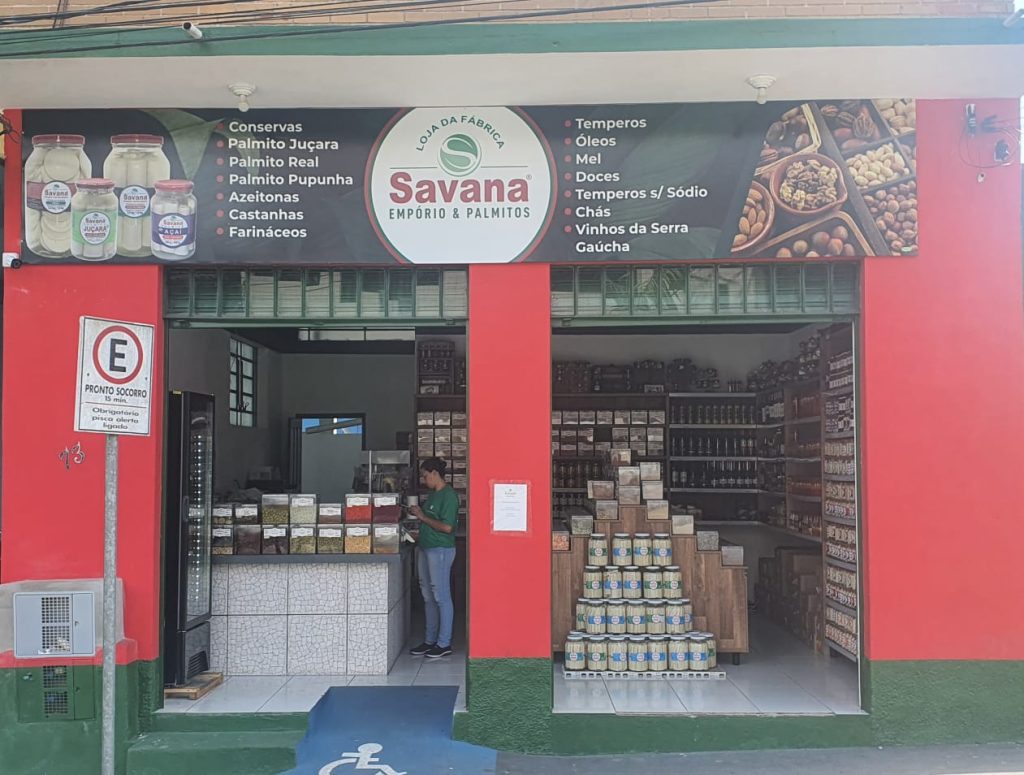 Conservas
Palmito Juçara
Palmito Real
Palmito Pupunha
Azeitonas
Castanhas
Farináceos
LOJA DA FÁBRICA
Savana®
EMPÓRIO & PALMITOS
Temperos
Óleos
Mel
Doces
Temperos s/ Sódio
Chás
Vinhos da Serra
Gaúcha
Savana
Savana
Savana
JUÇARA
Savana
AÇAÍ
E
PRONTO SOCORRO
15 min.
Obrigatório
pisca alerta
ligado